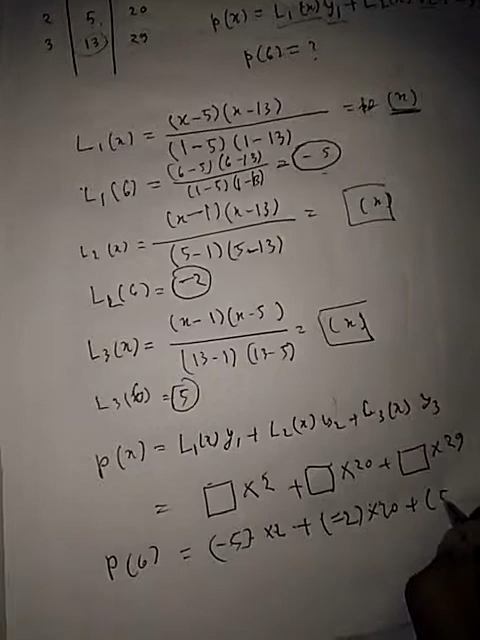 2 | 5 | 20
3 | 13 | 29
p(x) = L₁(x) y₁ + L₂(x)
p(6) = ?
L₁(x) = (x-5)(x-13) / (1-5)(1-13) = (x)
L₁(6) = (6-5)(6-13) / (1-5)(1-13) = -5
L₂(x) = (x-1)(x-13) / (5-1)(5-13) = (x)
L₂(6) = -2
L₃(x) = (x-1)(x-5) / (13-1)(13-5) = (x)
L₃(6) = 5
p(x) = L₁(x) y₁ + L₂(x) y₂ + L₃(x) y₃
= □ × 2 + □ × 20 + □ × 29
p(6) = (-5) × 2 + (-2) × 20 + (5